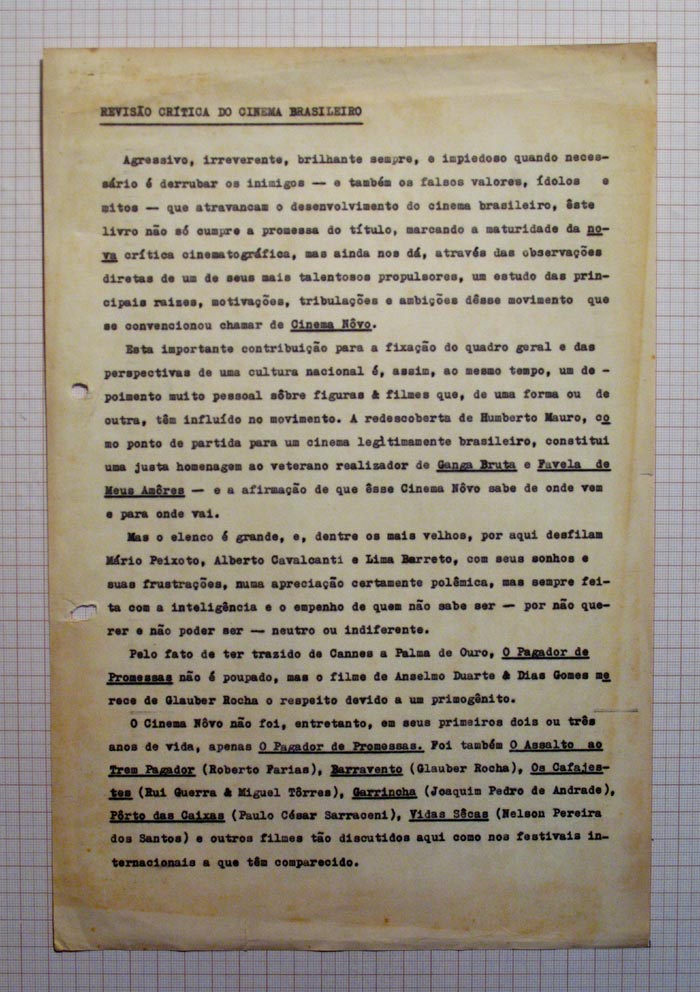 REVISÃO CRÍTICA DO CINEMA BRASILEIRO
Agressivo, irreverente, brilhante sempre, e impiedoso quando neces-
sário é derrubar os inimigos — e também os falsos valores, ídolos e
mitos — que atravancam o desenvolvimento do cinema brasileiro, êste
livro não só cumpre a promessa do título, marcando a maturidade da no-
va crítica cinematográfica, mas ainda nos dá, através das observações
diretas de um de seus mais talentosos propulsores, um estudo das prin-
cipais raizes, motivações, tribulações e ambições dêsse movimento que
se convencionou chamar de Cinema Nôvo.
Esta importante contribuição para a fixação do quadro geral e das
perspectivas de uma cultura nacional é, assim, ao mesmo tempo, um de -
poimento muito pessoal sôbre figuras & filmes que, de uma forma ou de
outra, têm influído no movimento. A redescoberta de Humberto Mauro, co
mo ponto de partida para um cinema legitimamente brasileiro, constitui
uma justa homenagem ao veterano realizador de Ganga Bruta e Favela de
Meus Amôres — e a afirmação de que êsse Cinema Nôvo sabe de onde vem
e para onde vai.
Mas o elenco é grande, e, dentre os mais velhos, por aqui desfilam
Mário Peixoto, Alberto Cavalcanti e Lima Barreto, com seus sonhos e
suas frustrações, numa apreciação certamente polêmica, mas sempre fei-
ta com a inteligência e o empenho de quem não sabe ser — por não que-
rer e não poder ser — neutro ou indiferente.
Pelo fato de ter trazido de Cannes a Palma de Ouro, O Pagador de
Promessas não é poupado, mas o filme de Anselmo Duarte & Dias Gomes me
rece de Glauber Rocha o respeito devido a um primogênito.
O Cinema Nôvo não foi, entretanto, em seus primeiros dois ou três
anos de vida, apenas O Pagador de Promessas. Foi também O Assalto ao
Trem Pagador (Roberto Farias), Barravento (Glauber Rocha), Os Cafajes-
tes (Rui Guerra & Miguel Tôrres), Garrincha (Joaquim Pedro de Andrade),
Pôrto das Caixas (Paulo César Sarraceni), Vidas Sêcas (Nelson Pereira
dos Santos) e outros filmes tão discutidos aqui como nos festivais in-
ternacionais a que têm comparecido.